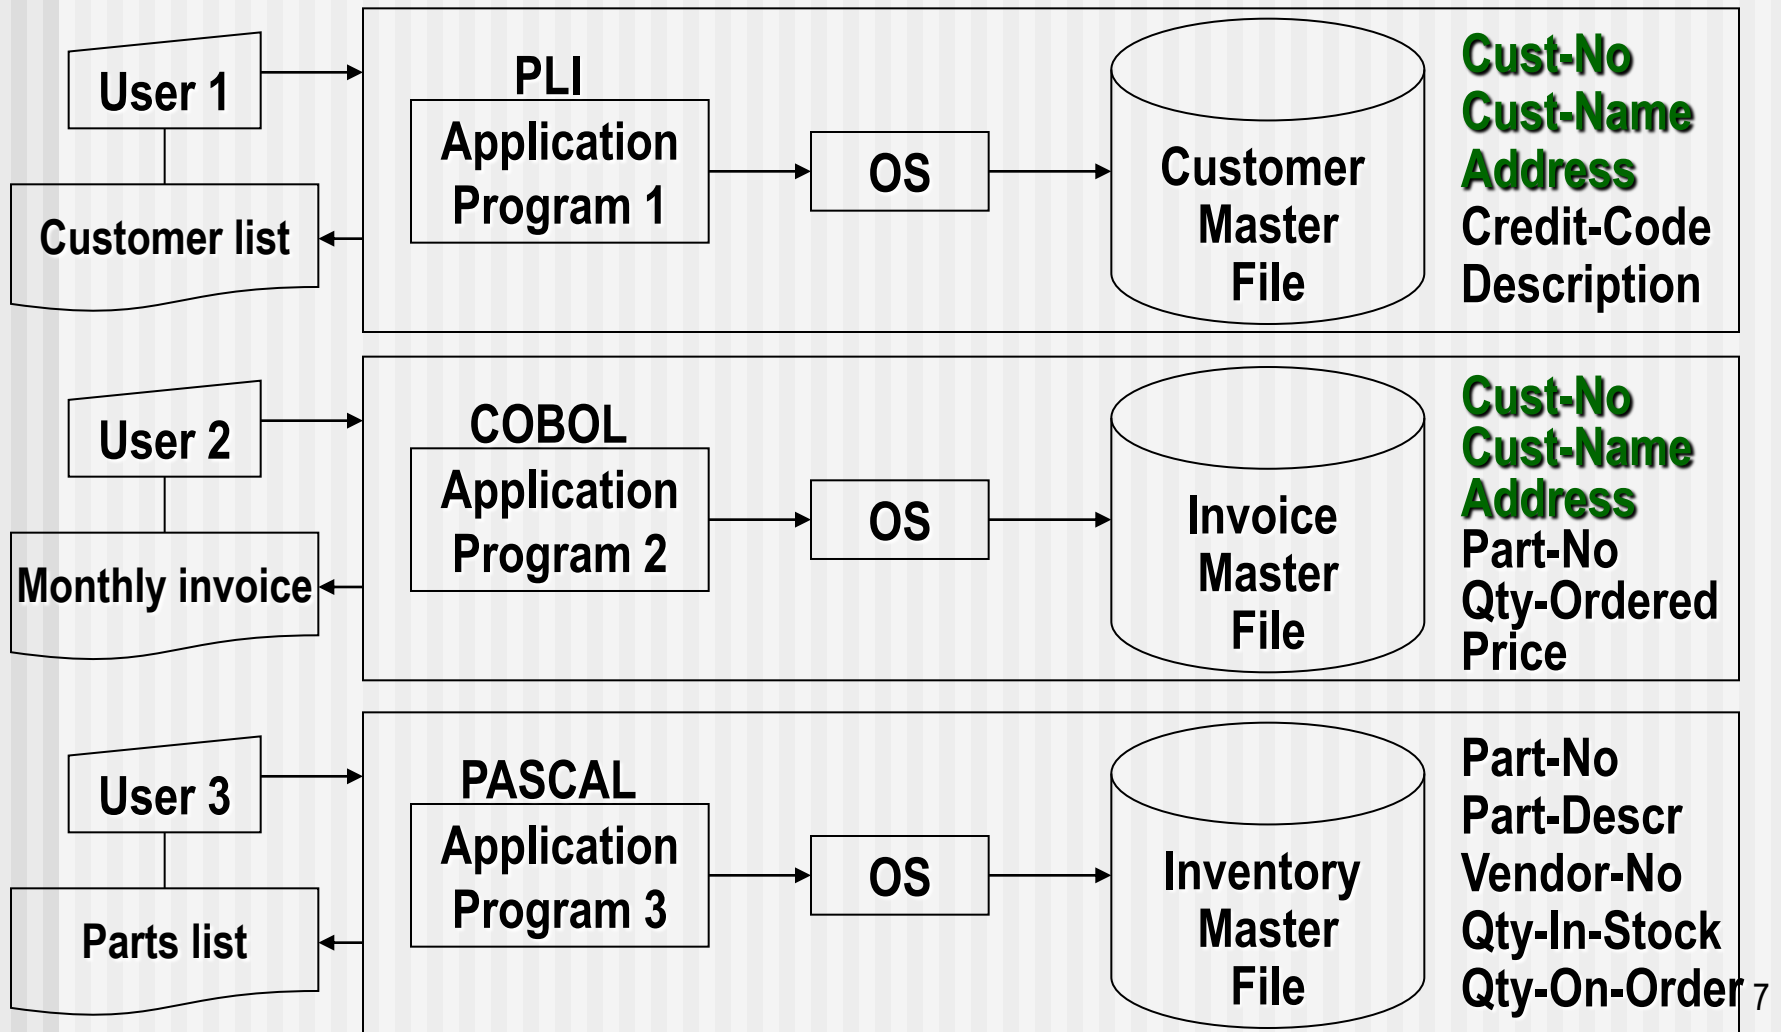 User 1
Customer list
PLI
Application
Program 1
OS
Customer
Master
File
Cust-No
Cust-Name
Address
Credit-Code
Description
User 2
Monthly invoice
COBOL
Application
Program 2
OS
Invoice
Master
File
Cust-No
Cust-Name
Address
Part-No
Qty-Ordered
Price
User 3
Parts list
PASCAL
Application
Program 3
OS
Inventory
Master
File
Part-No
Part-Descr
Vendor-No
Qty-In-Stock
Qty-On-Order
7